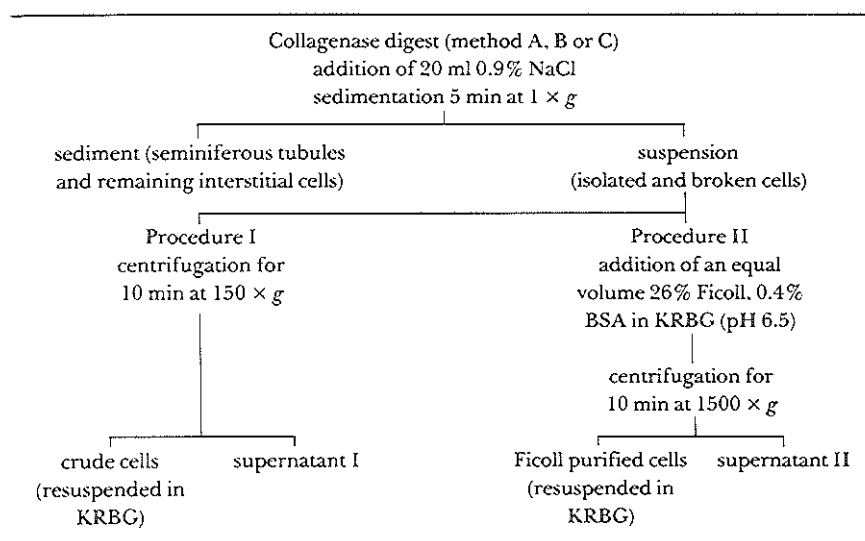 Collagenase digest (method A, B or C)
addition of 20 ml 0.9% NaCl
sedimentation 5 min at 1 × g
sediment (seminiferous tubules
and remaining interstitial cells)
suspension
(isolated and broken cells)
Procedure I
centrifugation for
10 min at 150 × g
Procedure II
addition of an equal
volume 26% Ficoll, 0.4%
BSA in KRBG (pH 6.5)
centrifugation for
10 min at 1500 × g
crude cells
(resuspended in
KRBG)
supernatant I
Ficoll purified cells
(resuspended in
KRBG)
supernatant II